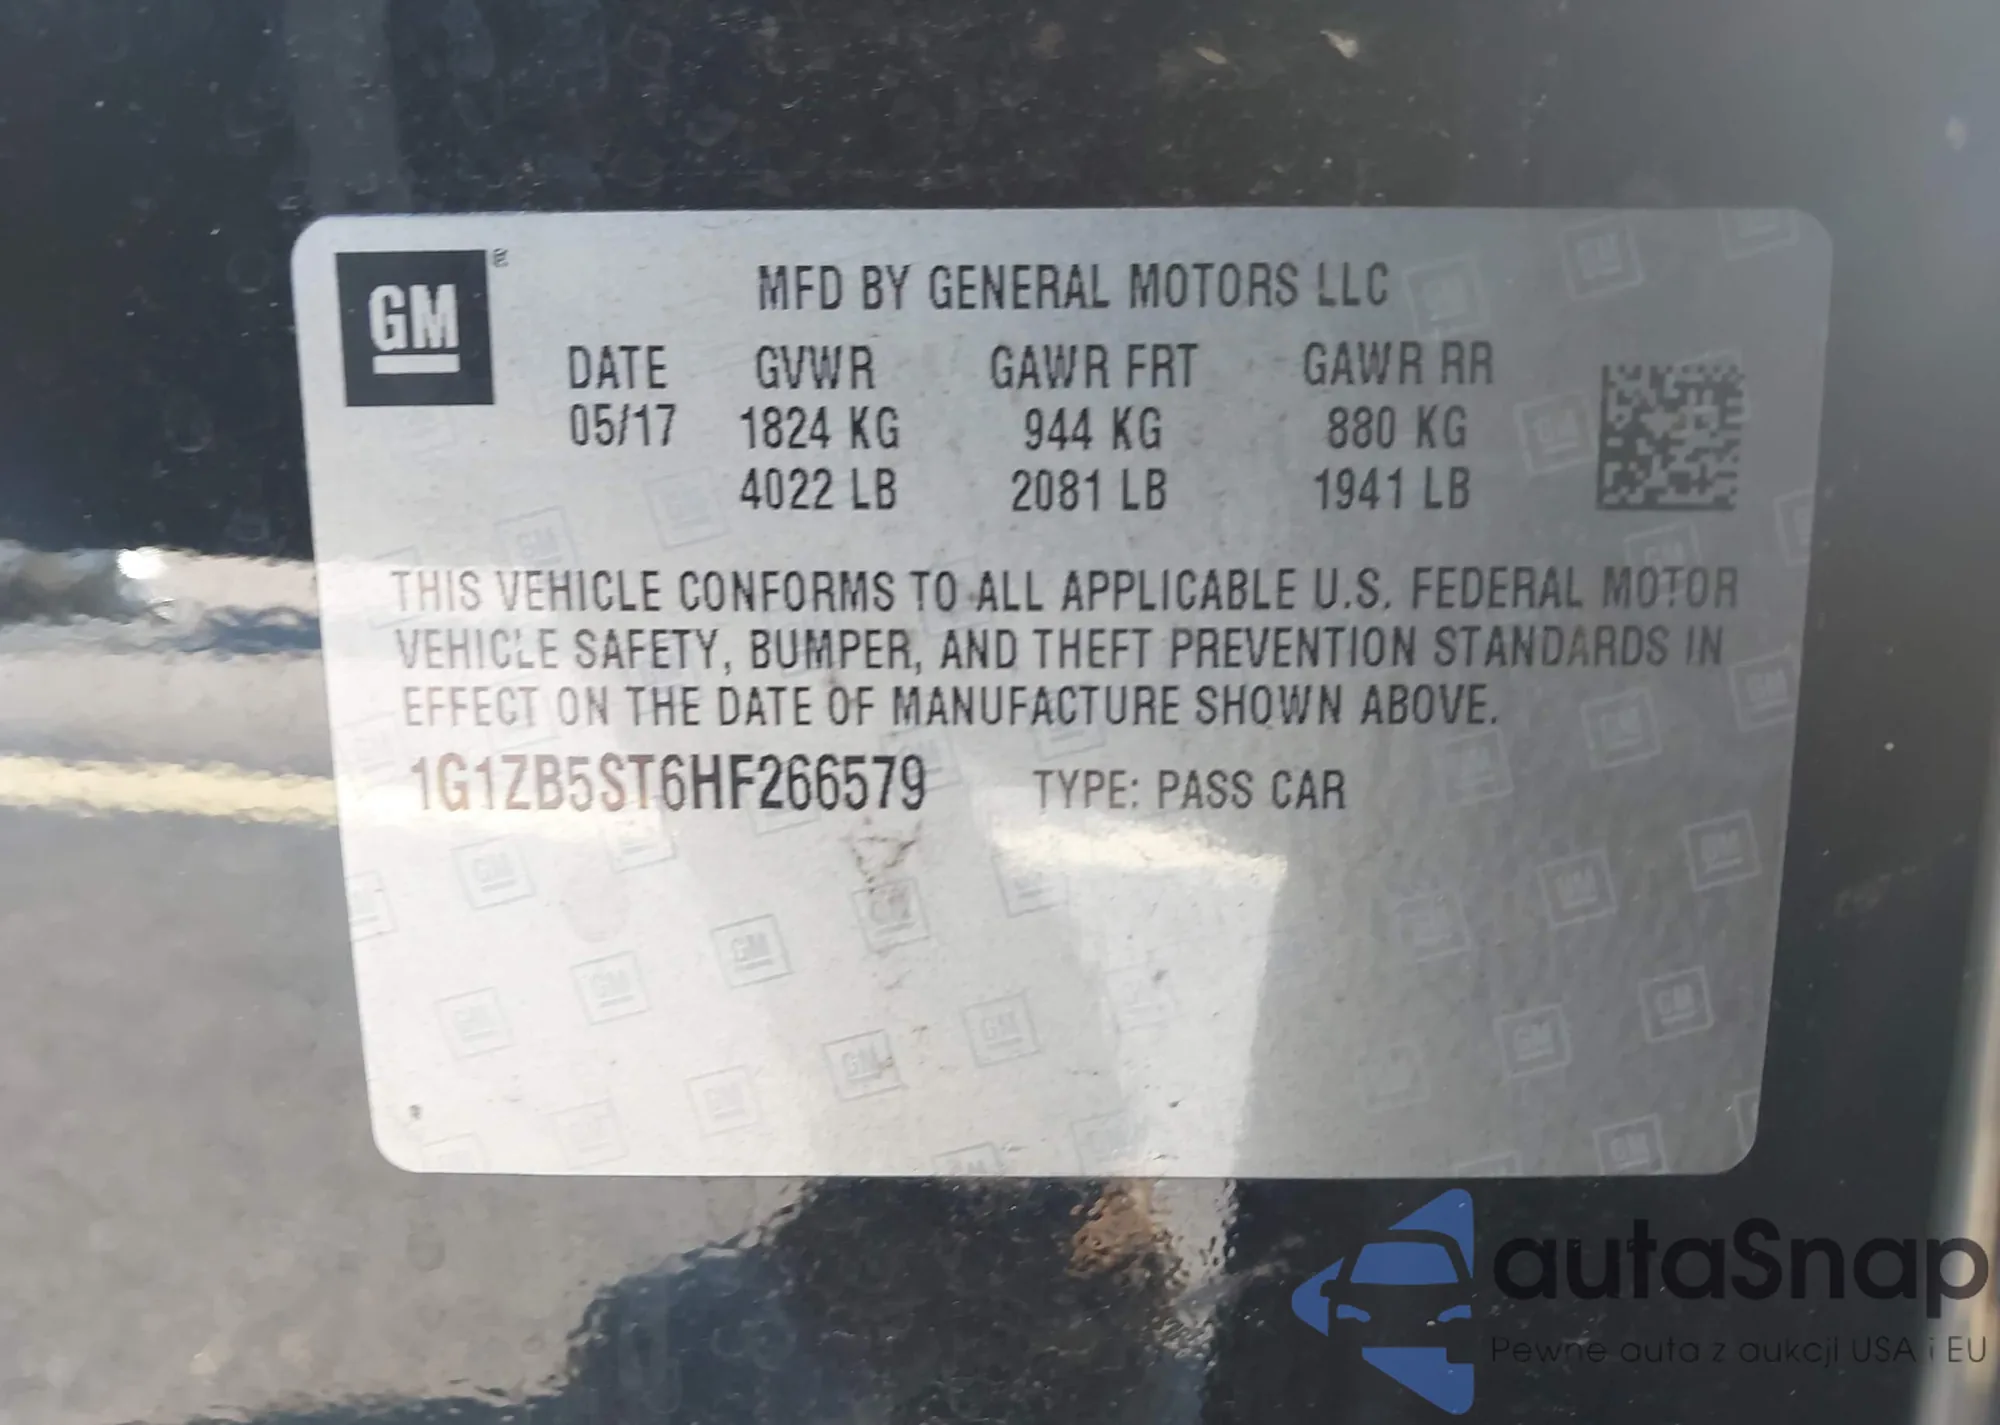 GM
MFD BY GENERAL MOTORS LLC
DATE GVWR GAWR FRT GAWR RR
05/17 1824 KG 944 KG 880 KG
4022 LB 2081 LB 1941 LB
THIS VEHICLE CONFORMS TO ALL APPLICABLE U.S. FEDERAL MOTOR
VEHICLE SAFETY, BUMPER, AND THEFT PREVENTION STANDARDS IN
EFFECT ON THE DATE OF MANUFACTURE SHOWN ABOVE.
1G1ZB5ST6HF266579 TYPE: PASS CAR
autaSnap
Pewne auta z aukcji USA i EU